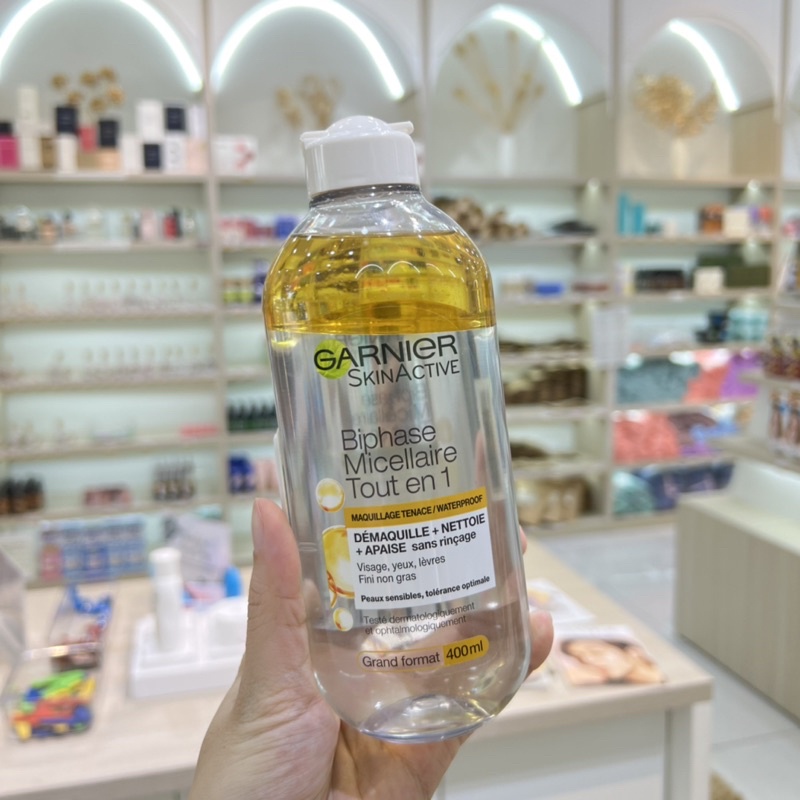 GARNIER
SKINACTIVE
Biphase
Micellaire
Tout en 1
MAQUILLAGE TENACE / WATERPROOF
DÉMAQUILLE + NETTOIE
+ APAISE sans rinçage
Visage, yeux, lèvres
Fini non gras
Peaux sensibles, tolérance optimale
Testé dermatologiquement
et ophtalmologiquement
Grand format 400ml